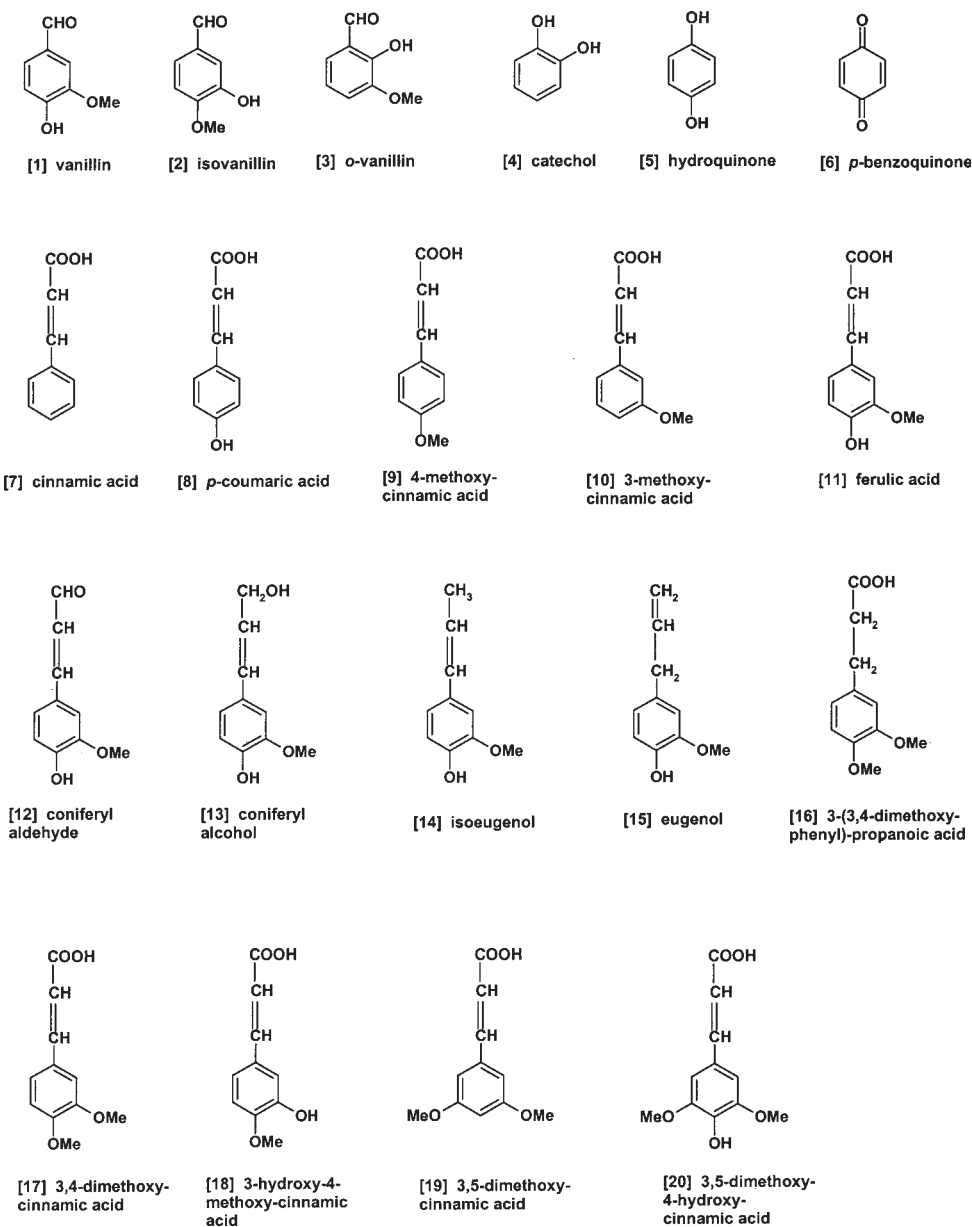 CHO
CHO
CHO
OH
OMe
OH
OMe
OH
OMe
OH
OH
OH
OH
O
O
[1] vanillin
[2] isovanillin
[3] o-vanillin
[4] catechol
[5] hydroquinone
[6] p-benzoquinone
COOH
CH
CH
COOH
CH
CH
OH
COOH
CH
CH
OMe
COOH
CH
CH
OMe
COOH
CH
CH
OMe
OH
[7] cinnamic acid
[8] p-coumaric acid
[9] 4-methoxy-
cinnamic acid
[10] 3-methoxy-
cinnamic acid
[11] ferulic acid
CHO
CH
CH
OMe
OH
CH2OH
CH
CH
OMe
OH
CH3
CH
CH
OMe
OH
CH2
CH
CH2
OMe
OH
COOH
CH2
CH2
OMe
OMe
[12] coniferyl
aldehyde
[13] coniferyl
alcohol
[14] isoeugenol
[15] eugenol
[16] 3-(3,4-dimethoxy-
phenyl)-propanoic acid
COOH
CH
CH
OMe
OMe
COOH
CH
CH
OH
OMe
COOH
CH
CH
MeO
OMe
COOH
CH
CH
MeO
OMe
OH
[17] 3,4-dimethoxy-
cinnamic acid
[18] 3-hydroxy-4-
methoxy-cinnamic
acid
[19] 3,5-dimethoxy-
cinnamic acid
[20] 3,5-dimethoxy-
4-hydroxy-
cinnamic acid